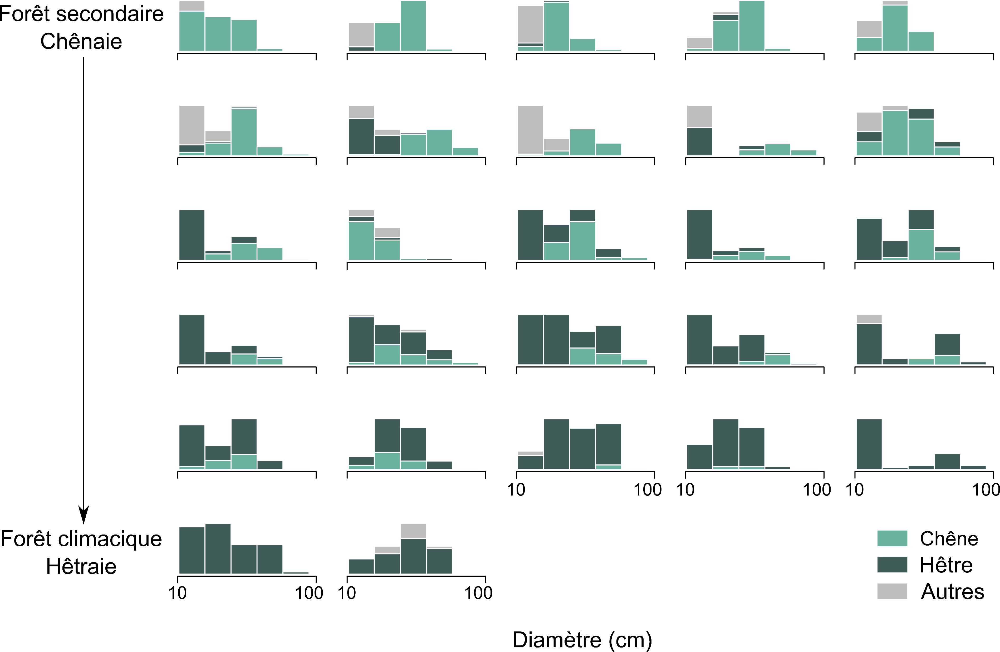 Forêt secondaire
Chênaie
10 100 10 100 10 100
Forêt climacique
Hêtraie
10 100 10 100
Chêne
Hêtre
Autres
Diamètre (cm)